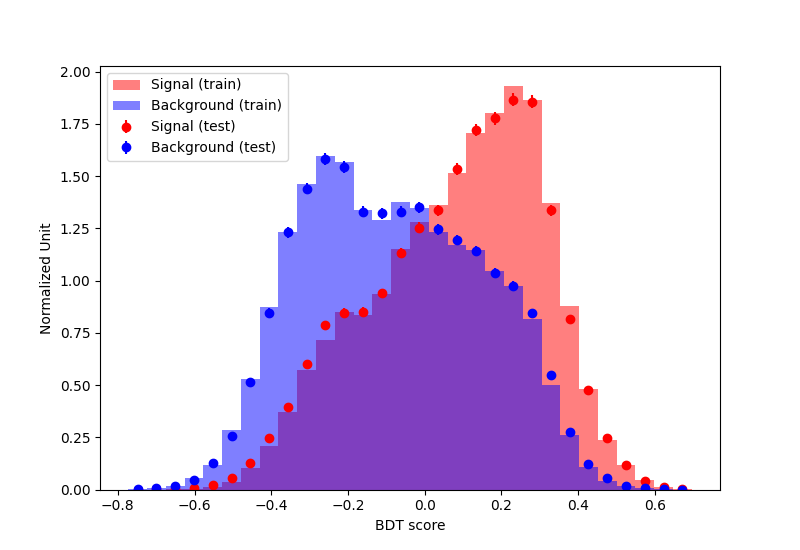 Signal (train)
Background (train)
Signal (test)
Background (test)
Normalized Unit
2.00
1.75
1.50
1.25
1.00
0.75
0.50
0.25
0.00
−0.8 −0.6 −0.4 −0.2 0.0 0.2 0.4 0.6
BDT score